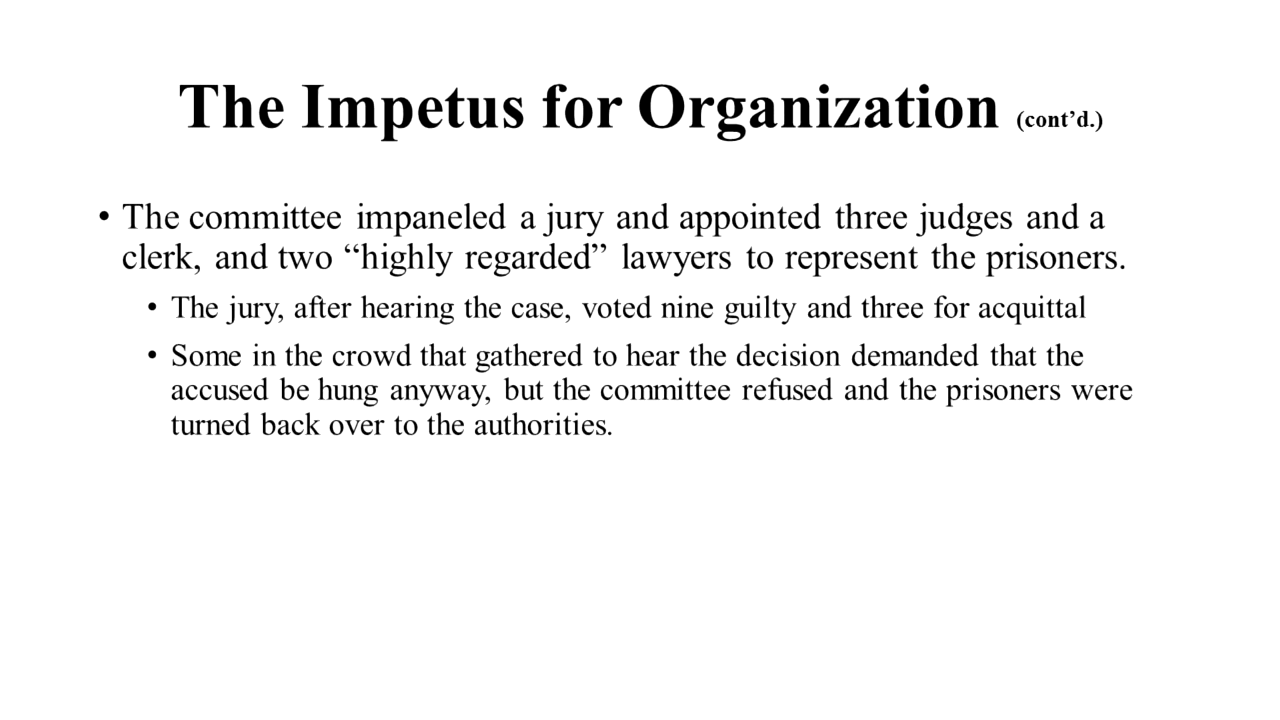 The Impetus for Organization (cont’d.)
• The committee impaneled a jury and appointed three judges and a
clerk, and two “highly regarded” lawyers to represent the prisoners.
• The jury, after hearing the case, voted nine guilty and three for acquittal
• Some in the crowd that gathered to hear the decision demanded that the
accused be hung anyway, but the committee refused and the prisoners were
turned back over to the authorities.